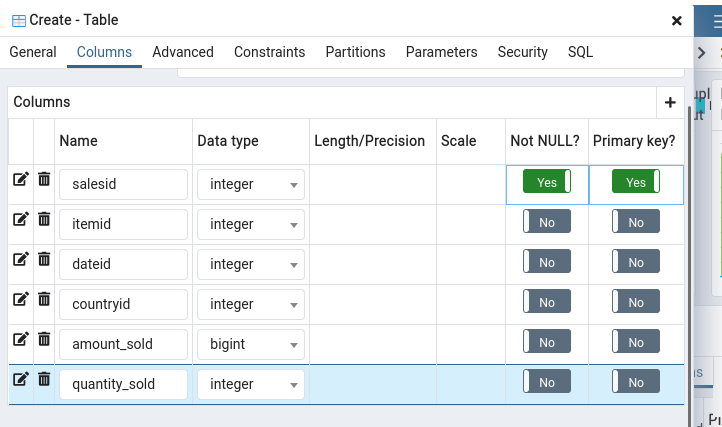 Create - Table
General Columns Advanced Constraints Partitions Parameters Security SQL
Columns
Name Data type Length/Precision Scale Not NULL? Primary key?
salesid integer Yes Yes
itemid integer No No
dateid integer No No
countryid integer No No
amount_sold bigint No No
quantity_sold integer No No